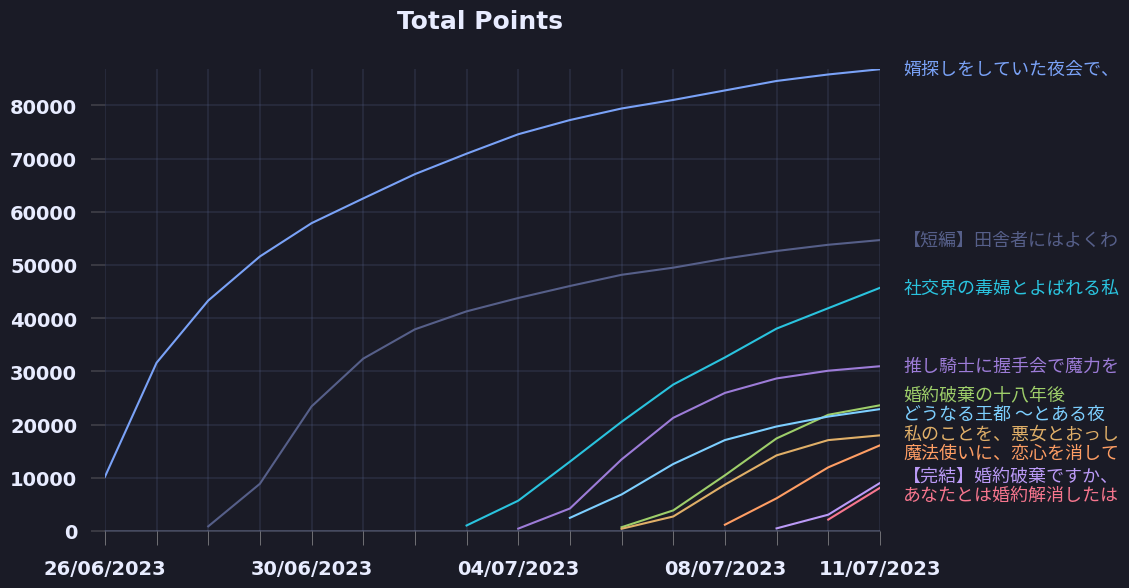 Total Points
80000
70000
60000
50000
40000
30000
20000
10000
0
26/06/2023
30/06/2023
04/07/2023
08/07/2023
11/07/2023
婿探しをしていた夜会で、
【短編】田舎者にはよくわ
社交界の毒婦とよばれる私
推し騎士に握手会で魔力を
婚約破棄の十八年後
どうなる王都 〜とある夜
私のことを、悪女とおっし
魔法使いに、恋心を消して
【完結】婚約破棄ですか、
あなたとは婚約解消したは